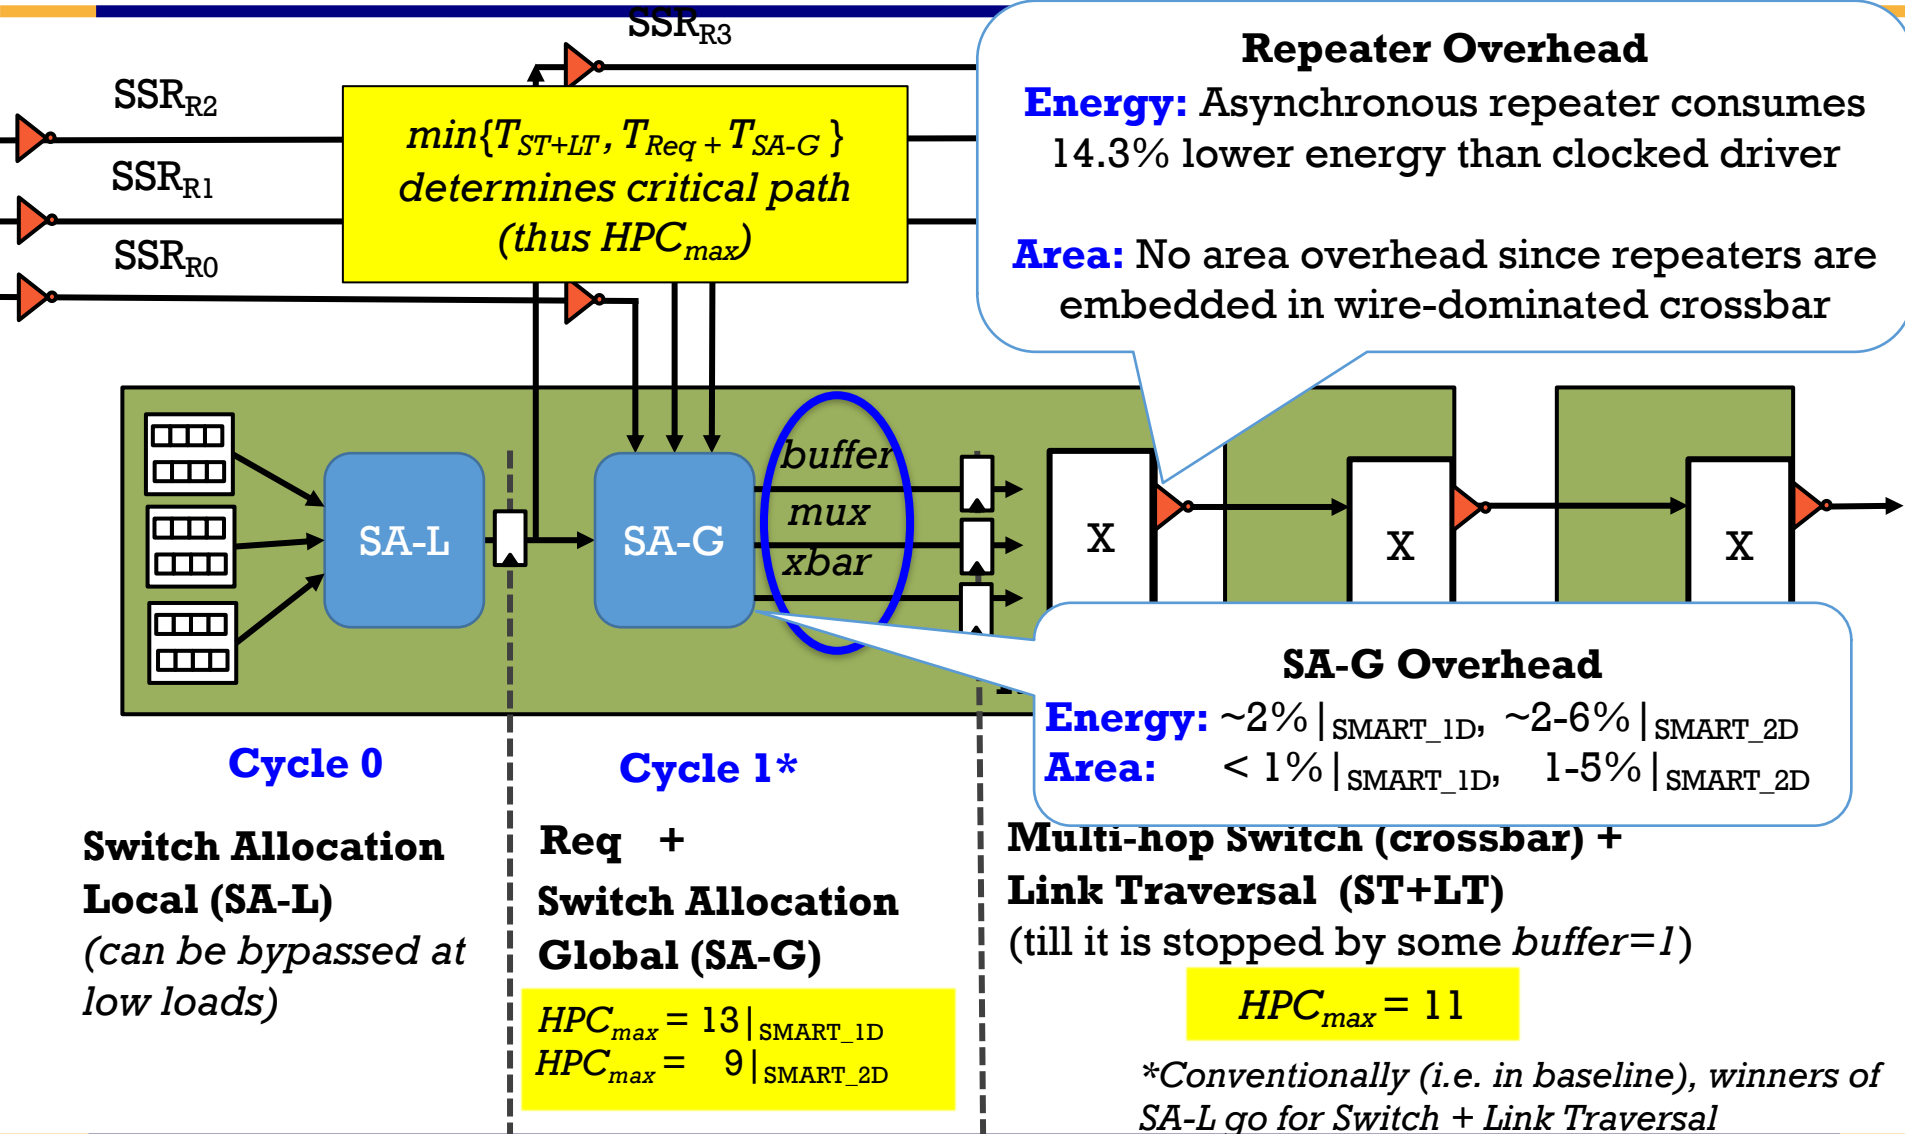 SSR_R3
SSR_R2
SSR_R1
SSR_R0
min{T_ST+LT, T_Req + T_SA-G }
determines critical path
(thus HPC_max)
Repeater Overhead
Energy: Asynchronous repeater consumes
14.3% lower energy than clocked driver
Area: No area overhead since repeaters are
embedded in wire-dominated crossbar
SA-L
SA-G
buffer
mux
xbar
X
X
X
SA-G Overhead
Energy: ~2%|SMART_1D, ~2-6%|SMART_2D
Area: < 1%|SMART_1D, 1-5%|SMART_2D
Cycle 0
Switch Allocation
Local (SA-L)
(can be bypassed at
low loads)
Cycle 1*
Req +
Switch Allocation
Global (SA-G)
HPC_max = 13|SMART_1D
HPC_max = 9|SMART_2D
Multi-hop Switch (crossbar) +
Link Traversal (ST+LT)
(till it is stopped by some buffer=1)
HPC_max = 11
*Conventionally (i.e. in baseline), winners of
SA-L go for Switch + Link Traversal